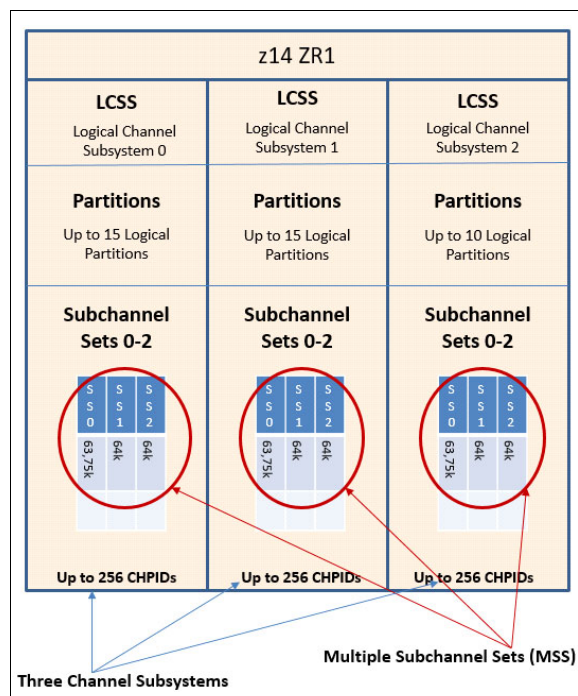 z14 ZR1
LCSS
Logical Channel
Subsystem 0
LCSS
Logical Channel
Subsystem 1
LCSS
Logical Channel
Subsystem 2
Partitions
Up to 15 Logical
Partitions
Partitions
Up to 15 Logical
Partitions
Partitions
Up to 10 Logical
Partitions
Subchannel
Sets 0-2
SS0
SS1
SS2
63,75k
64k
64k
Up to 256 CHPIDs
Subchannel
Sets 0-2
SS0
SS1
SS2
63,75k
64k
64k
Up to 256 CHPIDs
Subchannel
Sets 0-2
SS0
SS1
SS2
63,75k
64k
64k
Up to 256 CHPIDs
Multiple Subchannel Sets (MSS)
Three Channel Subsystems